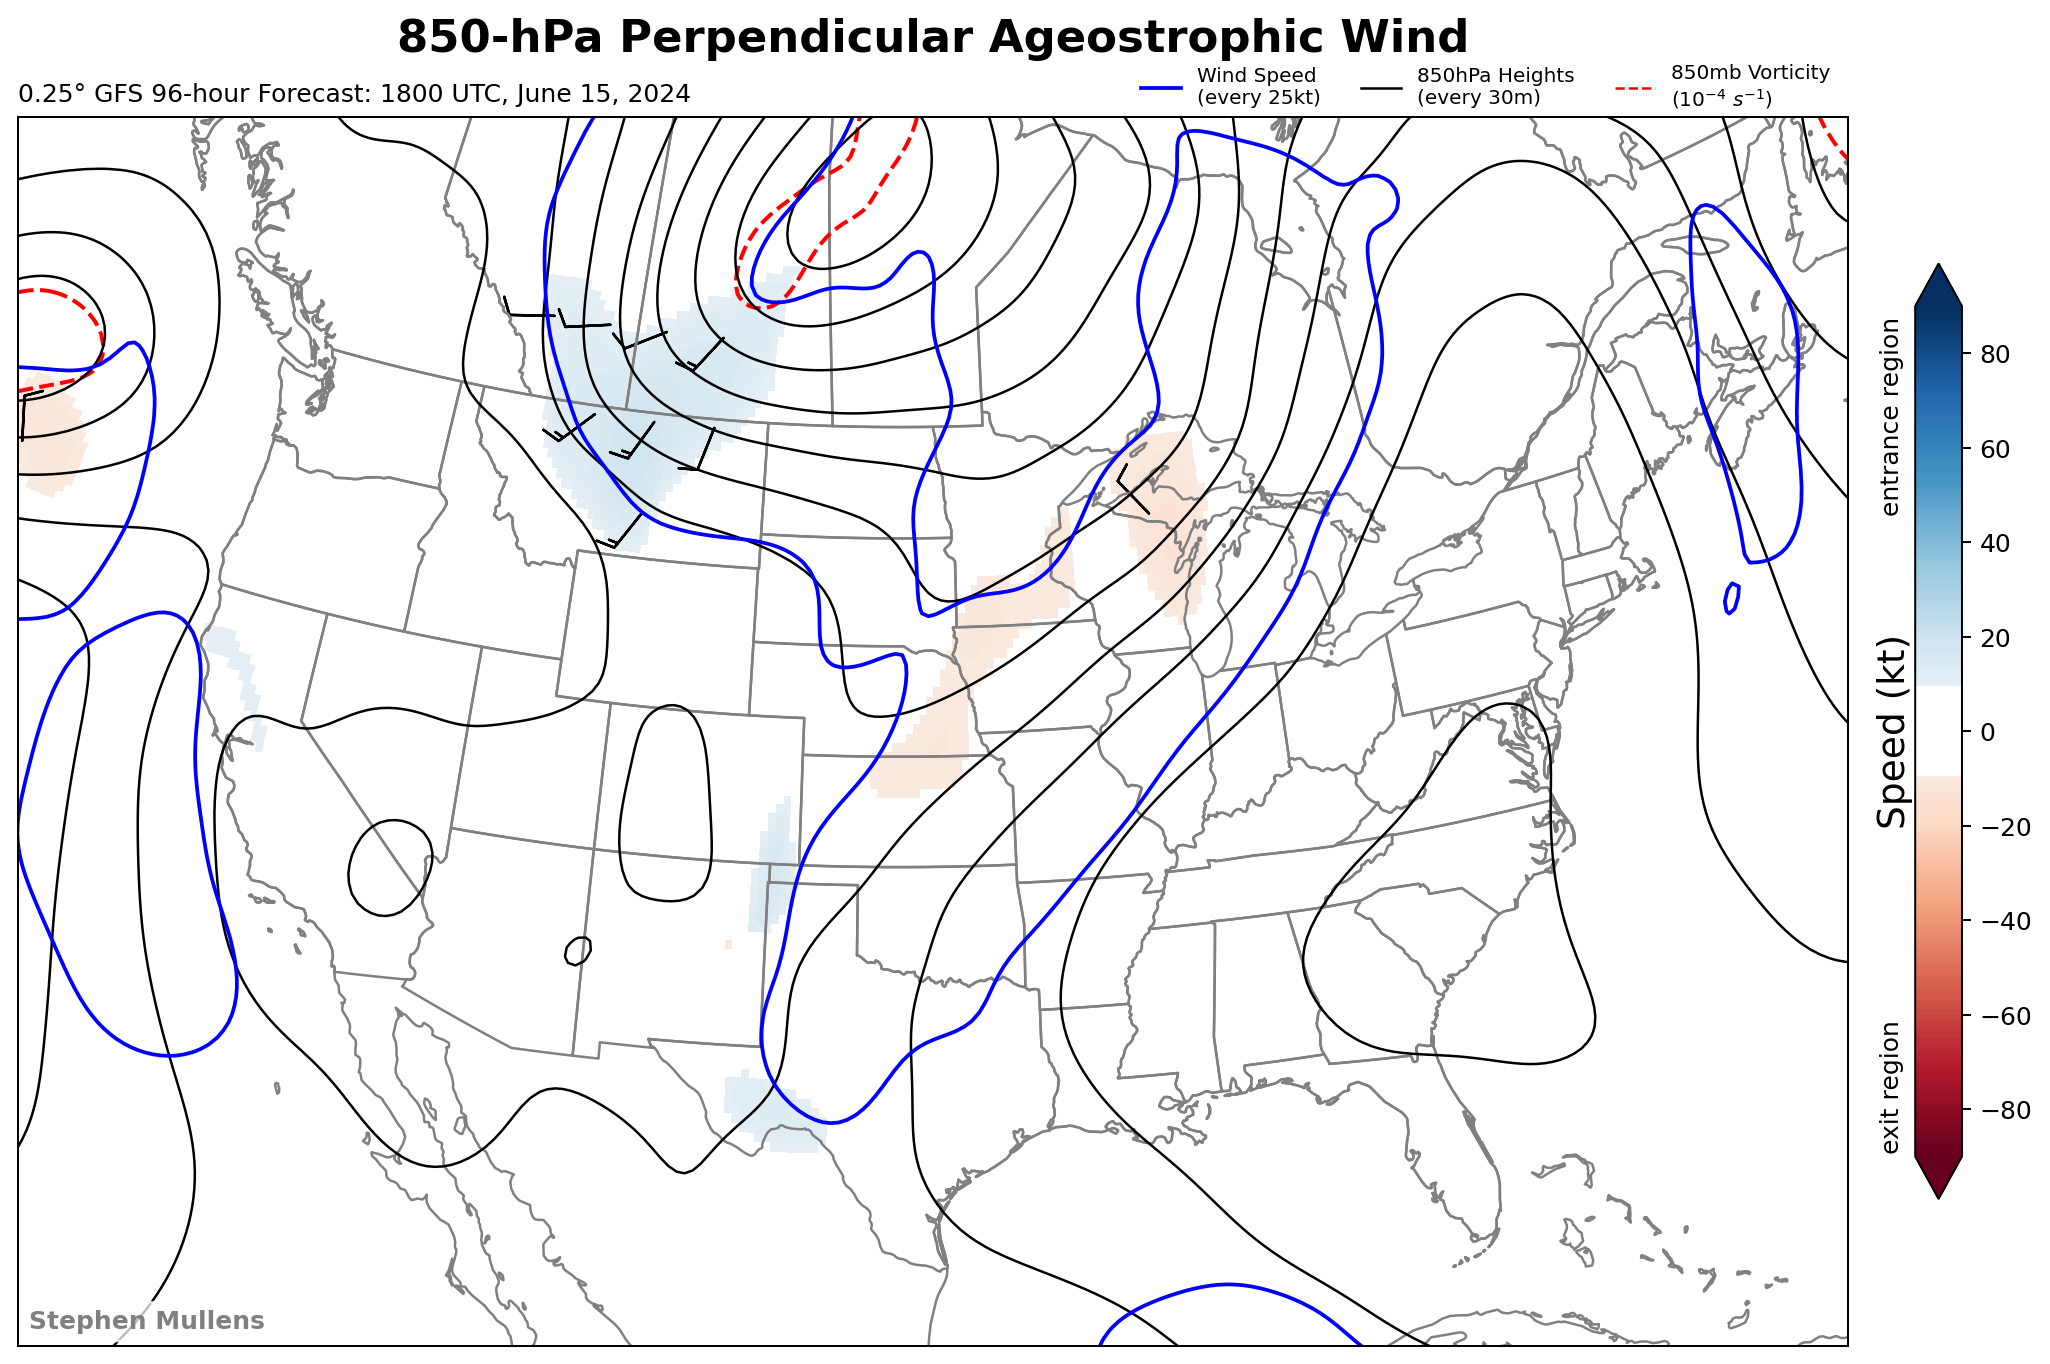 850-hPa Perpendicular Ageostrophic Wind
0.25° GFS 96-hour Forecast: 1800 UTC, June 15, 2024
Wind Speed
(every 25kt)
850hPa Heights
(every 30m)
850mb Vorticity
(10⁻⁴ s⁻¹)
entrance region
Speed (kt)
exit region
80
60
40
20
0
−20
−40
−60
−80
Stephen Mullens